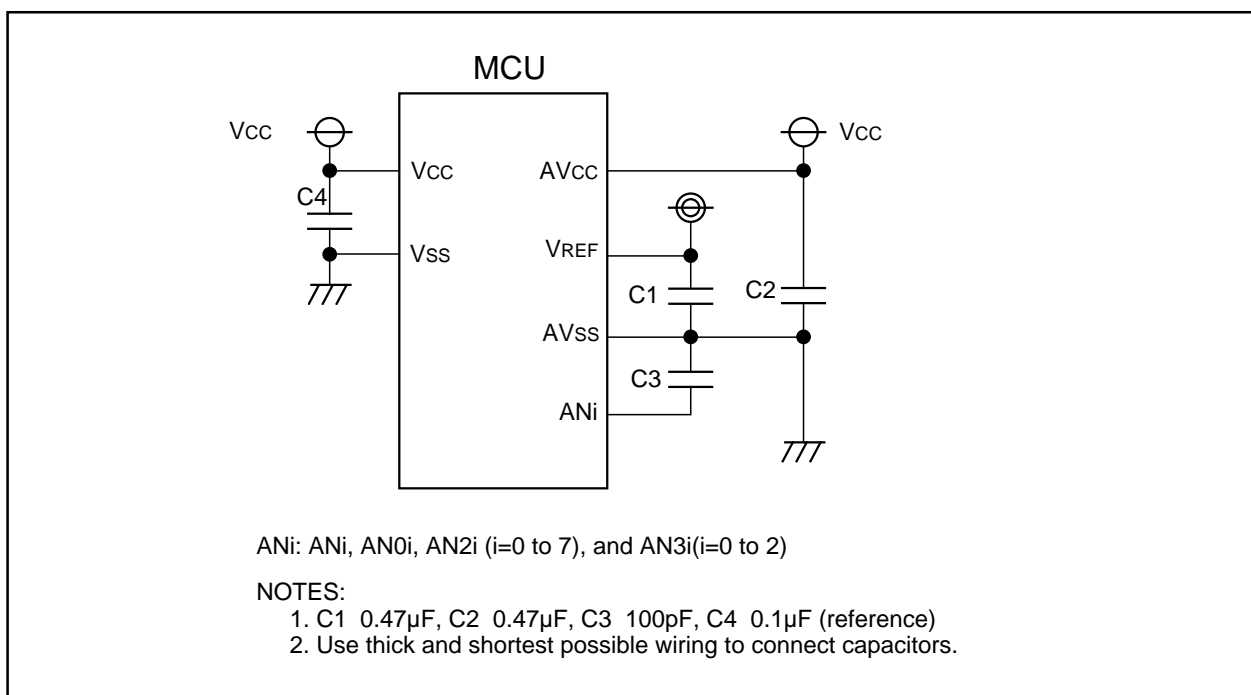 MCU
VCC
VCC
C4
VCC
AVCC
VSS
VREF
C1
C2
AVSS
C3
ANi
ANi: ANi, AN0i, AN2i (i=0 to 7), and AN3i(i=0 to 2)
NOTES:
1. C1 0.47µF, C2 0.47µF, C3 100pF, C4 0.1µF (reference)
2. Use thick and shortest possible wiring to connect capacitors.